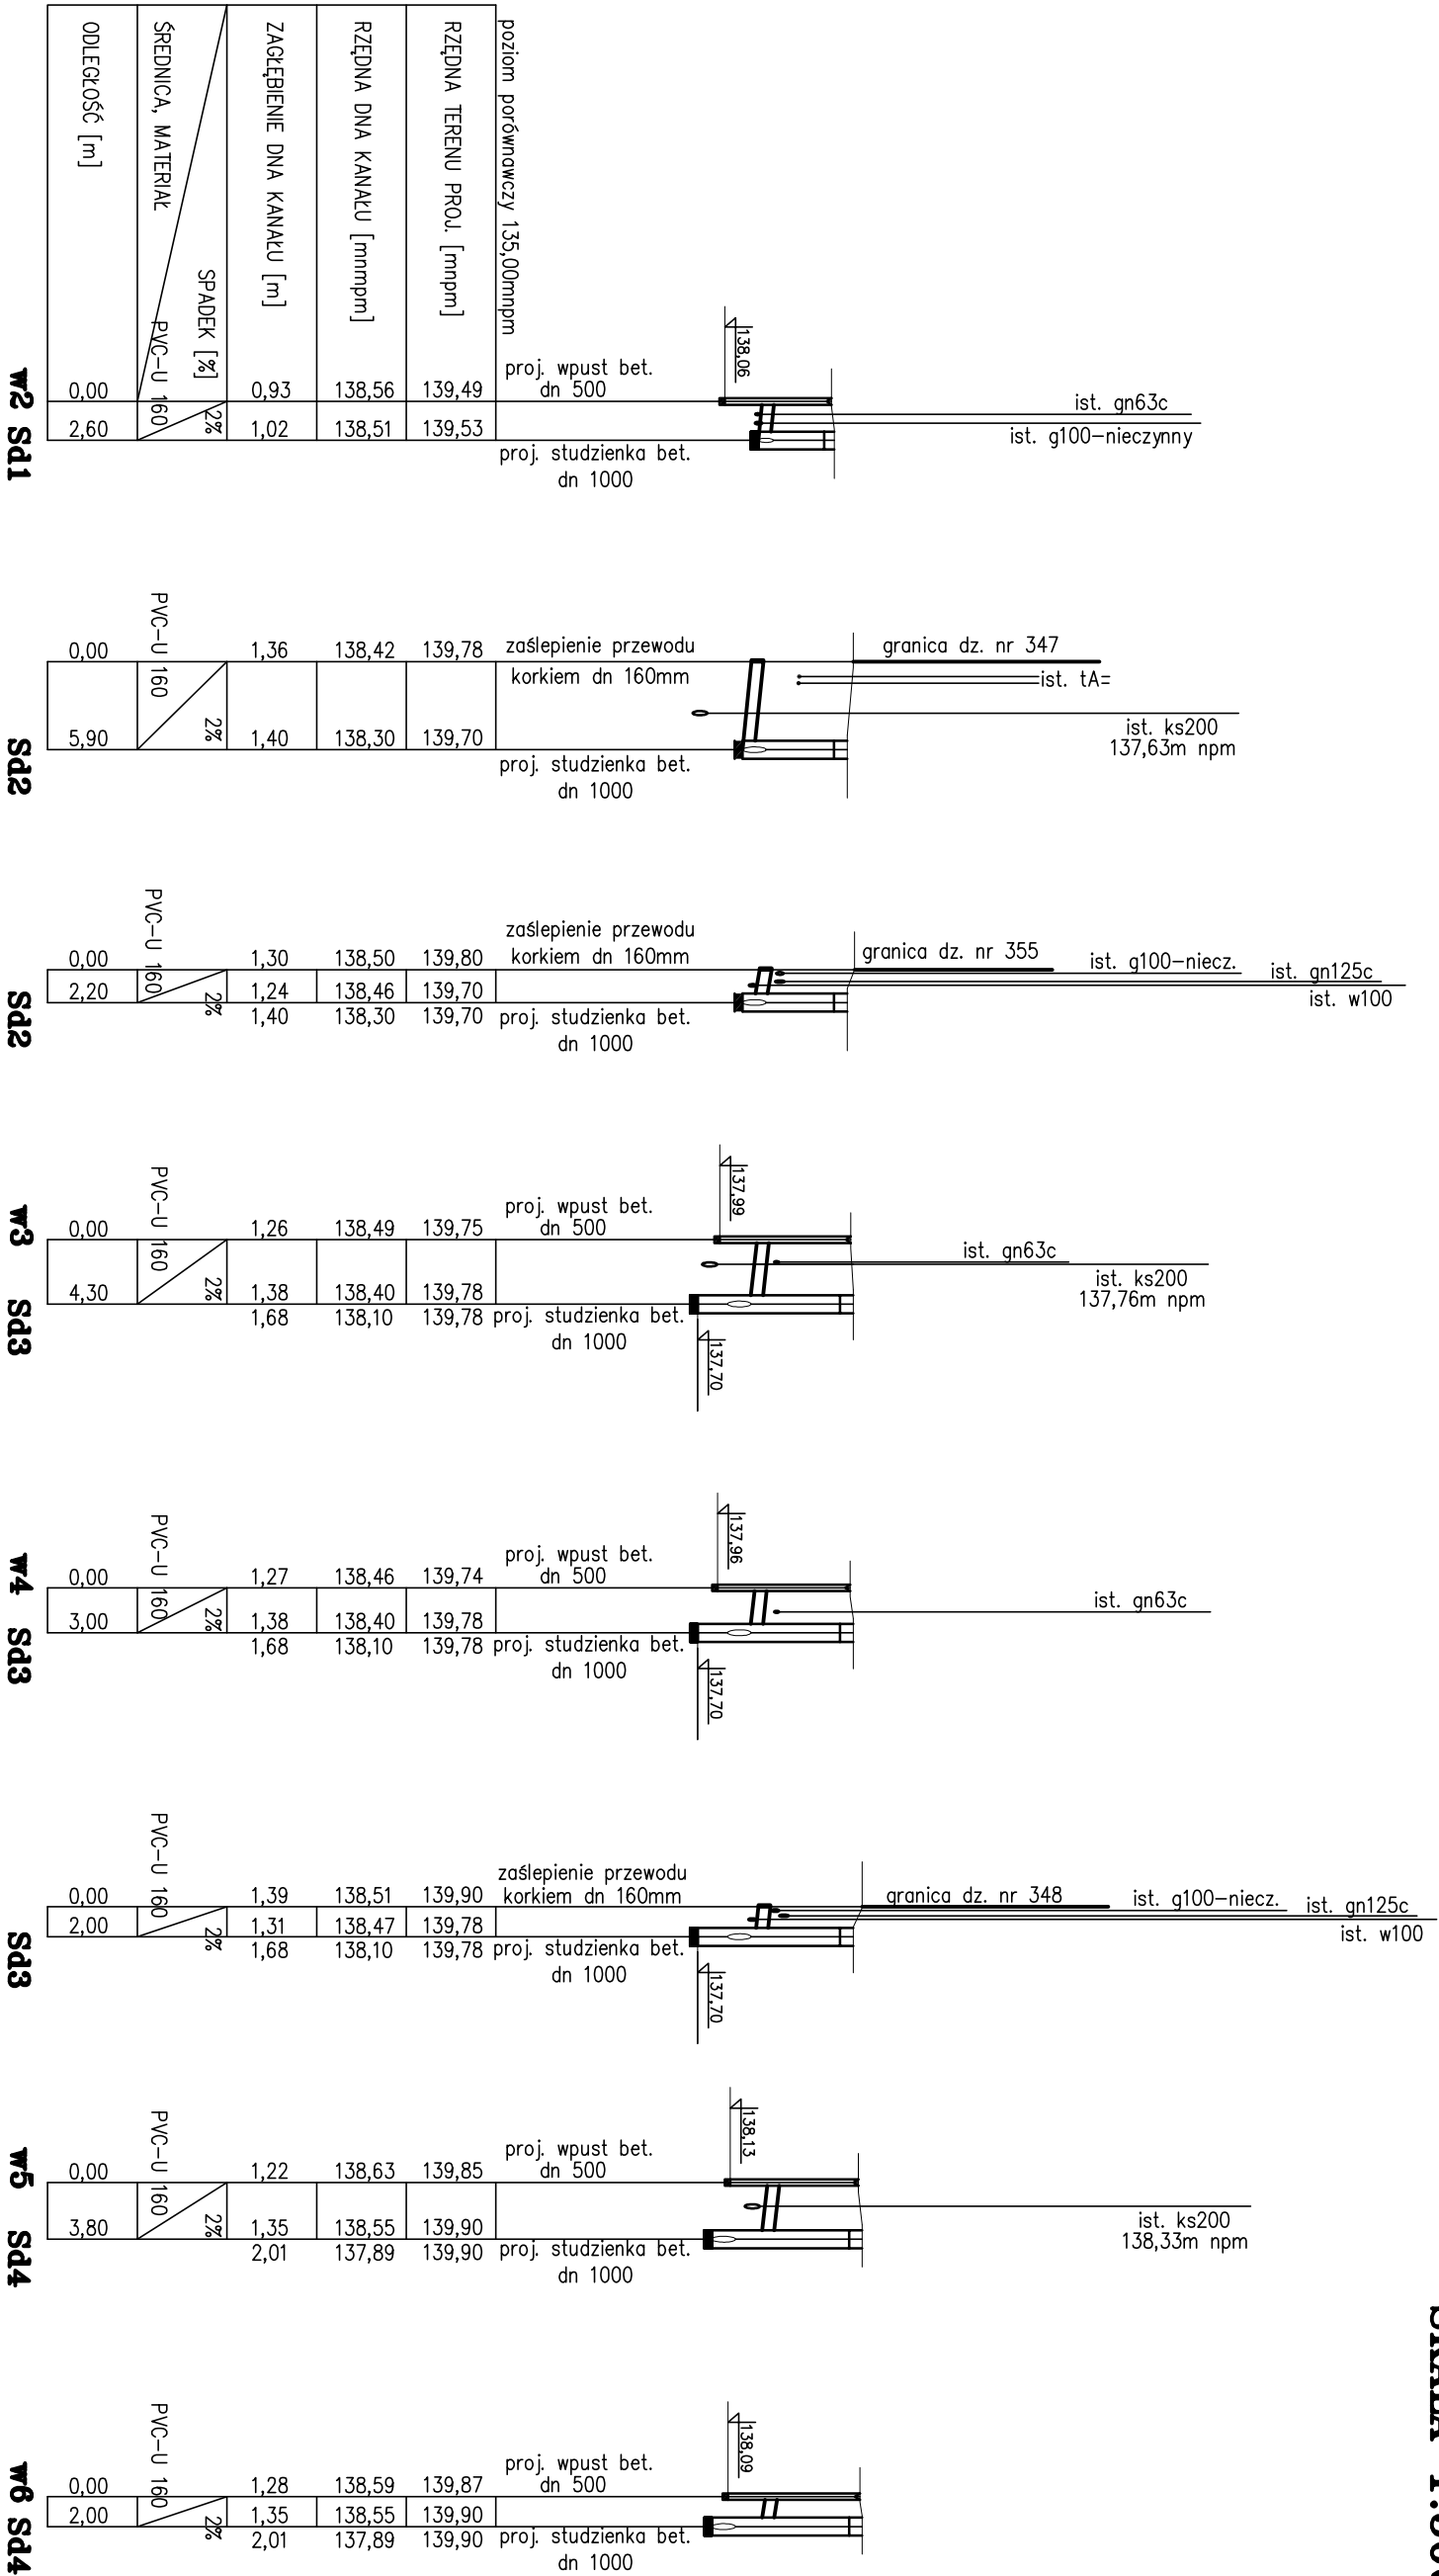 poziom porównawczy 135,00mnpm
RZĘDNA TERENU PROJ. [mnpm]
RZĘDNA DNA KANAŁU [mnmpm]
ZAGŁĘBIENIE DNA KANAŁU [m]
SPADEK [%]
ŚREDNICA, MATERIAŁ
ODLEGŁOŚĆ [m]
138,06
ist. gn63c
ist. g100-nieczynny
proj. wpust bet.
dn 500
proj. studzienka bet.
dn 1000
139,49
139,53
138,56
138,51
0,93
1,02
2%
PVC-U 160
0,00
2,60
w2 Sd1
granica dz. nr 347
ist. tA=
ist. ks200
137,63m npm
zaślepienie przewodu
korkiem dn 160mm
proj. studzienka bet.
dn 1000
139,78
139,70
138,42
138,30
1,36
1,40
2%
PVC-U 160
0,00
5,90
Sd2
granica dz. nr 355
ist. g100-niecz.
ist. gn125c
ist. w100
zaślepienie przewodu
korkiem dn 160mm
proj. studzienka bet.
dn 1000
139,80
139,70
139,70
138,50
138,46
138,30
1,30
1,24
1,40
2%
PVC-U 160
0,00
2,20
Sd2
137,99
ist. gn63c
ist. ks200
137,76m npm
proj. wpust bet.
dn 500
proj. studzienka bet.
dn 1000
137,70
139,75
139,78
139,78
138,49
138,40
138,10
1,26
1,38
1,68
2%
PVC-U 160
0,00
4,30
w3 Sd3
137,96
ist. gn63c
proj. wpust bet.
dn 500
proj. studzienka bet.
dn 1000
137,70
139,74
139,78
139,78
138,46
138,40
138,10
1,27
1,38
1,68
2%
PVC-U 160
0,00
3,00
w4 Sd3
granica dz. nr 348
ist. g100-niecz.
ist. gn125c
ist. w100
zaślepienie przewodu
korkiem dn 160mm
proj. studzienka bet.
dn 1000
137,70
139,90
139,78
139,78
138,51
138,47
138,10
1,39
1,31
1,68
2%
PVC-U 160
0,00
2,00
Sd3
138,13
ist. ks200
138,33m npm
proj. wpust bet.
dn 500
proj. studzienka bet.
dn 1000
139,85
139,90
139,90
138,63
138,55
137,89
1,22
1,35
2,01
2%
PVC-U 160
0,00
3,80
w5 Sd4
138,09
proj. wpust bet.
dn 500
proj. studzienka bet.
dn 1000
139,87
139,90
139,90
138,59
138,55
137,89
1,28
1,35
2,01
2%
PVC-U 160
0,00
2,00
w6 Sd4